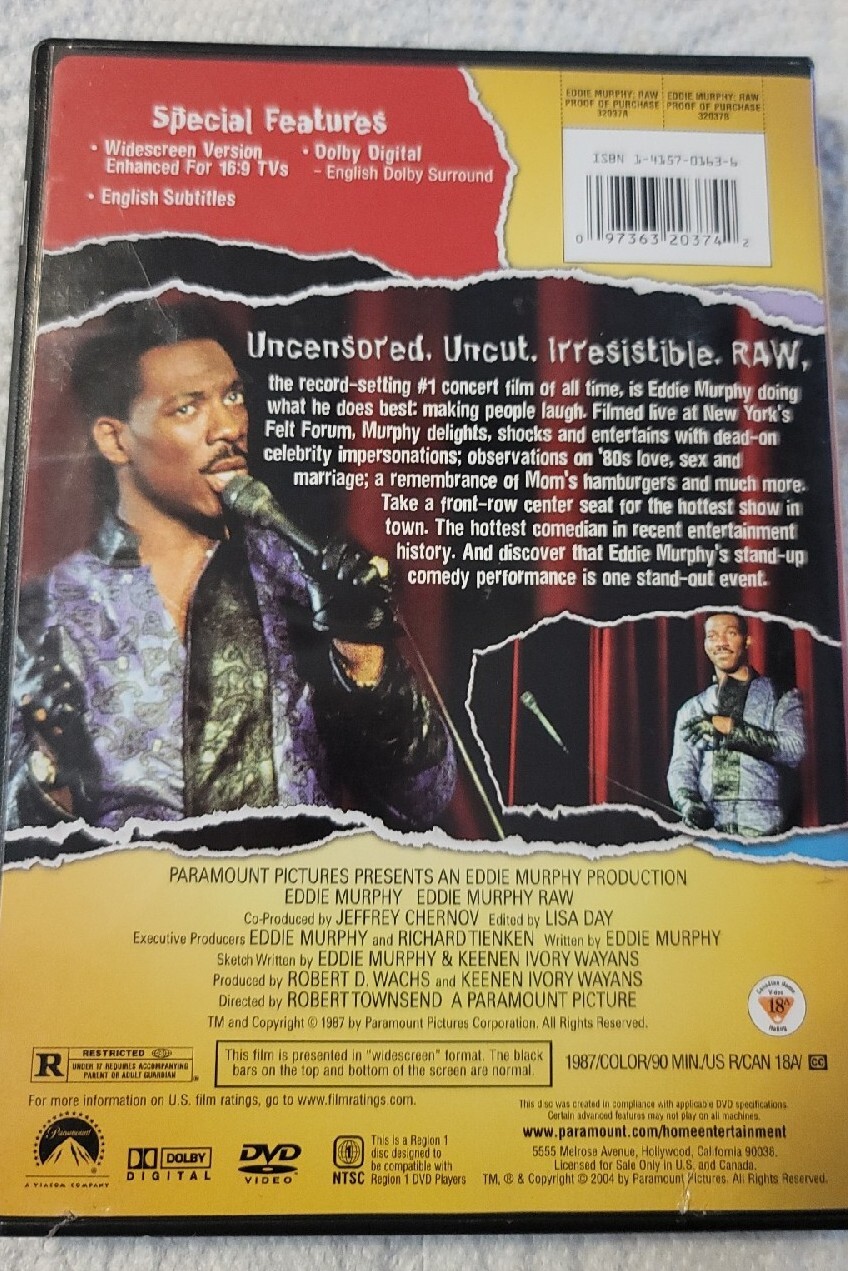 Special Features
• Widescreen Version
Enhanced For 16:9 TVs
• Dolby Digital
- English Dolby Surround
• English Subtitles
EDDIE MURPHY: RAW
PROOF OF PURCHASE
32037A
EDDIE MURPHY: RAW
PROOF OF PURCHASE
32037B
ISBN 1-4157-0163-6
0 97363 20374 2
Uncensored. Uncut. Irresistible. RAW,
the record-setting #1 concert film of all time, is Eddie Murphy doing
what he does best: making people laugh. Filmed live at New York's
Felt Forum, Murphy delights, shocks and entertains with dead-on
celebrity impersonations; observations on '80s love, sex and
marriage; a remembrance of Mom's hamburgers and much more.
Take a front-row center seat for the hottest show in
town. The hottest comedian in recent entertainment
history. And discover that Eddie Murphy's stand-up
comedy performance is one stand-out event.
PARAMOUNT PICTURES PRESENTS AN EDDIE MURPHY PRODUCTION
EDDIE MURPHY EDDIE MURPHY RAW
Co-Produced by JEFFREY CHERNOV Edited by LISA DAY
Executive Producers EDDIE MURPHY and RICHARD TIENKEN Written by EDDIE MURPHY
Sketch Written by EDDIE MURPHY & KEENEN IVORY WAYANS
Produced by ROBERT D. WACHS and KEENEN IVORY WAYANS
Directed by ROBERT TOWNSEND A PARAMOUNT PICTURE
TM and Copyright © 1987 by Paramount Pictures Corporation. All Rights Reserved.
Canadian Home
Video
18A
Rating
R
RESTRICTED
UNDER 17 REQUIRES ACCOMPANYING
PARENT OR ADULT GUARDIAN
®
This film is presented in "widescreen" format. The black
bars on the top and bottom of the screen are normal.
1987/COLOR/90 MIN./US R/CAN 18A/ CC
For more information on U.S. film ratings, go to www.filmratings.com.
This disc was created in compliance with applicable DVD specifications.
Certain advanced features may not play on all machines.
www.paramount.com/homeentertainment
5555 Melrose Avenue, Hollywood, California 90038.
Licensed for Sale Only in U.S. and Canada.
TM, ® & Copyright © 2004 by Paramount Pictures. All Rights Reserved.
Paramount
A VIACOM COMPANY
DOLBY
DIGITAL
DVD
VIDEO
1
NTSC
This is a Region 1
disc designed to
be compatible with
Region 1 DVD Players